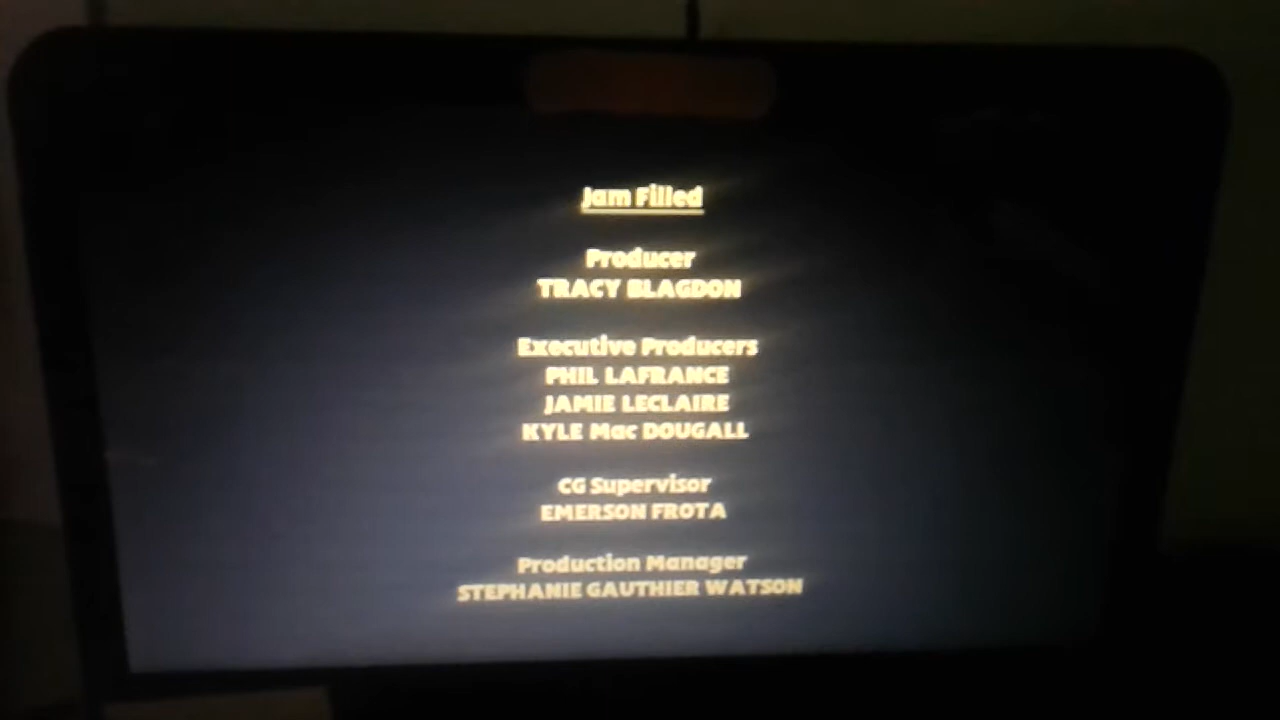 Jam Filled
Producer
TRACY BLAGDON
Executive Producers
PHIL LAFRANCE
JAMIE LECLAIRE
KYLE Mac DOUGALL
CG Supervisor
EMERSON FROTA
Production Manager
STEPHANIE GAUTHIER WATSON